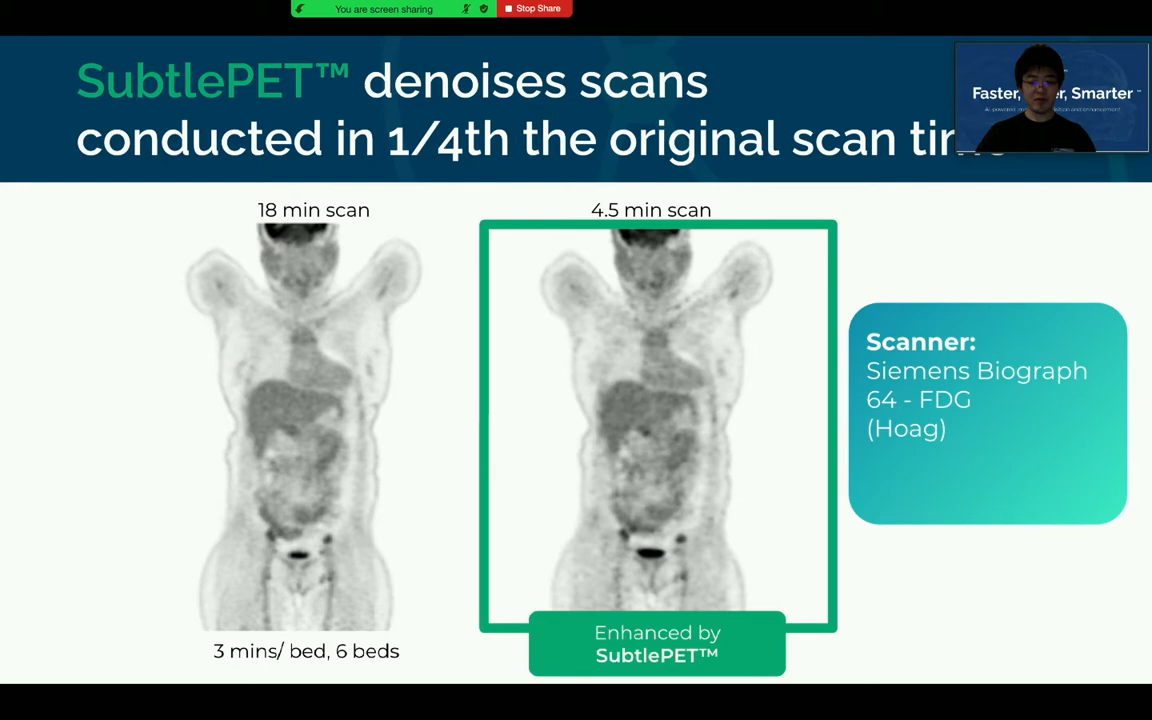 You are screen sharing
Stop Share
SubtlePET™ denoises scans
conducted in 1/4th the original scan
Faster, Smarter
18 min scan
4.5 min scan
Scanner:
Siemens Biograph
64 - FDG
(Hoag)
Enhanced by
SubtlePET™
3 mins/ bed, 6 beds